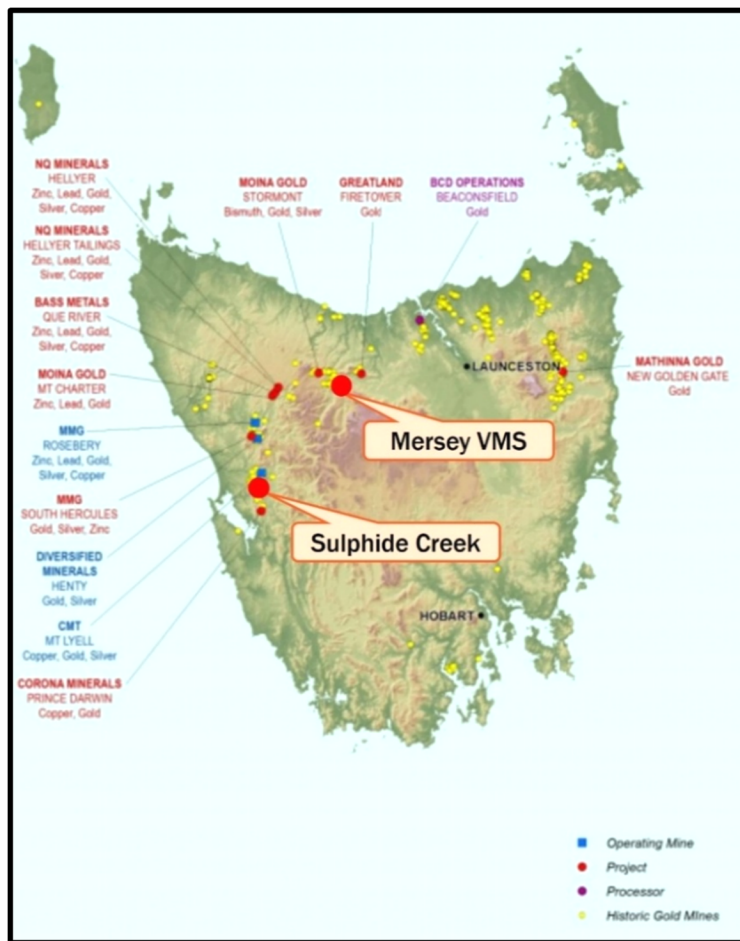 NQ MINERALS
HELLYER
Zinc, Lead, Gold,
Silver, Copper
NQ MINERALS
HELLYER TAILINGS
Zinc, Lead, Gold,
Siver, Copper
BASS METALS
QUE RIVER
Zinc, Lead, Gold,
Silver, Copper
MOINA GOLD
MT CHARTER
Zinc, Lead, Gold
MMG
ROSEBERY
Zinc, Lead, Gold,
Silver, Copper
MMG
SOUTH HERCULES
Gold, Silver, Zinc
DIVERSIFIED
MINERALS
HENTY
Gold, Silver
CMT
MT LYELL
Copper, Gold, Silver
CORONA MINERALS
PRINCE DARWIN
Copper, Gold
MOINA GOLD
STORMONT
Bismuth, Gold, Silver
GREATLAND
FIRETOWER
Gold
BCD OPERATIONS
BEACONSFIELD
Gold
LAUNCESTON
MATHINNA GOLD
NEW GOLDEN GATE
Gold
Mersey VMS
Sulphide Creek
HOBART
Operating Mine
Project
Processor
Historic Gold MInes